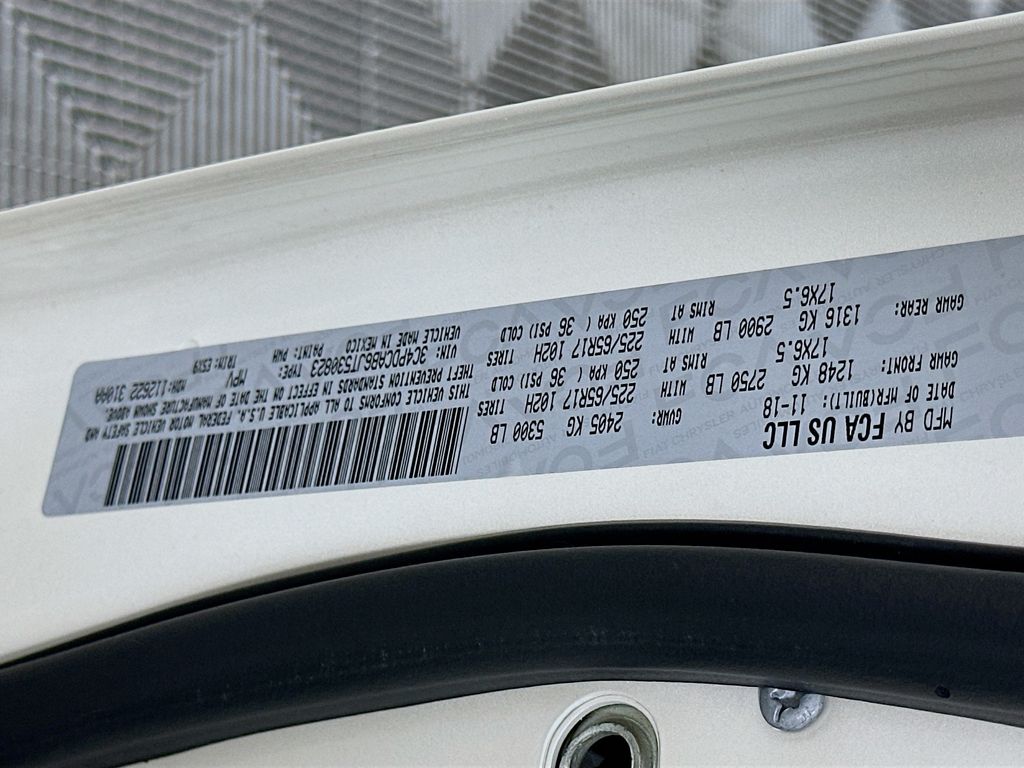 MFD BY FCA US LLC
DATE OF MFR(BUILT): 11-18
GVWR:
2405 KG 5300 LB
GAWR FRONT: WITH TIRES
1248 KG 2750 LB 225/65R17 102H
RIMS AT
17X6.5 250 KPA ( 36 PSI) COLD
GAWR REAR: WITH TIRES
1316 KG 2900 LB 225/65R17 102H
RIMS AT
17X6.5 250 KPA ( 36 PSI) COLD
THIS VEHICLE CONFORMS TO ALL APPLICABLE U.S.A. FEDERAL MOTOR VEHICLE SAFETY AND
THEFT PREVENTION STANDARDS IN EFFECT ON THE DATE OF MANUFACTURE SHOWN ABOVE.
VIN: TYPE: MPV MDH:
VEHICLE MADE IN MEXICO PAINT: PWH TRIM: